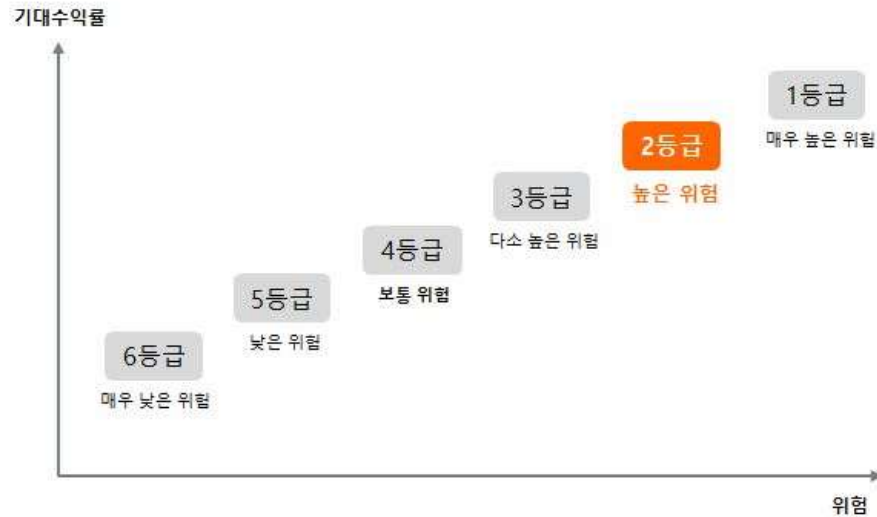 기대수익률
1등급
매우 높은 위험
2등급
높은 위험
3등급
다소 높은 위험
4등급
보통 위험
5등급
낮은 위험
6등급
매우 낮은 위험
위험